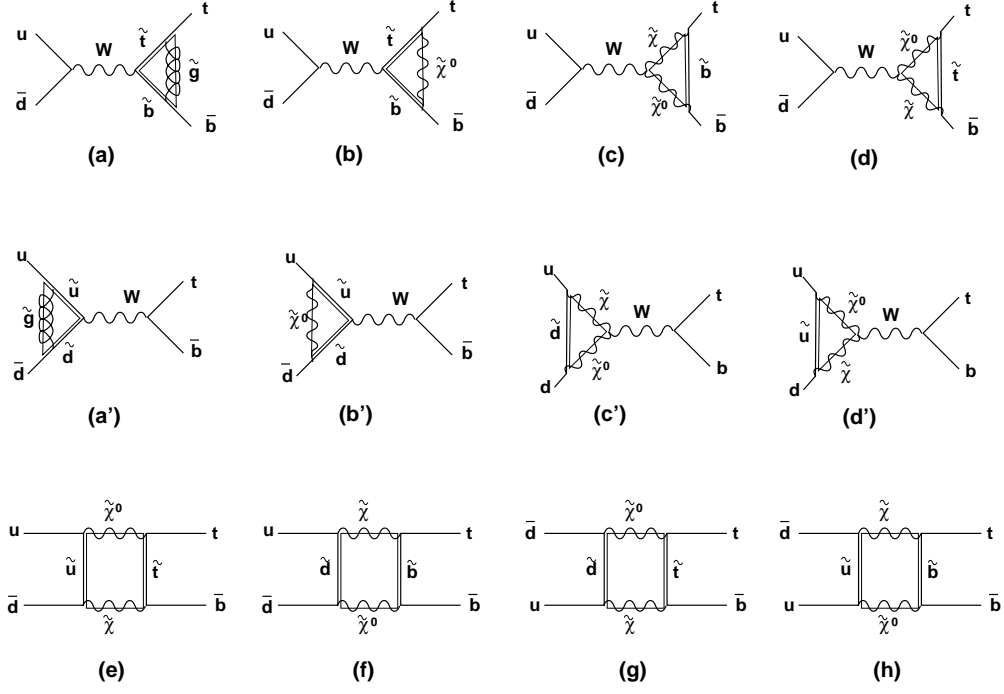 u W t̃ t g̃ b̃ d̄ b̄
(a)
u W t̃ t χ̃⁰ b̃ d̄ b̄
(b)
u W χ̃ t b̃ χ̃⁰ d̄ b̄
(c)
u W χ̃⁰ t t̃ χ̃ d̄ b̄
(d)
u ũ g̃ W t d̃ d̄ b̄
(a’)
u ũ χ̃⁰ W t d̃ d̄ b̄
(b’)
u χ̃ d̃ W t χ̃⁰ d b
(c’)
u χ̃⁰ ũ W t χ̃ d b
(d’)
u χ̃⁰ t ũ t̃ d̄ χ̃ b̄
(e)
u χ̃ t d̃ b̃ d̄ χ̃⁰ b̄
(f)
d̄ χ̃⁰ t d̃ t̃ u χ̃ b̄
(g)
d̄ χ̃ t ũ b̃ u χ̃⁰ b̄
(h)